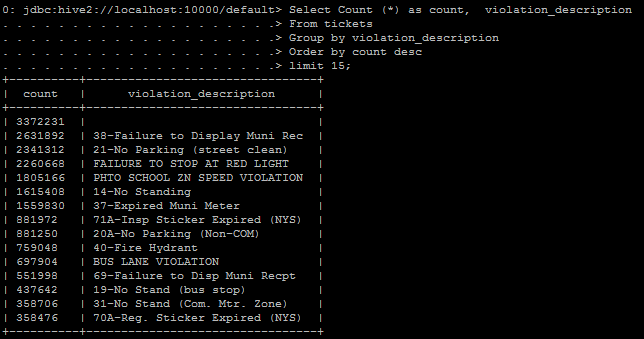 0: jdbc:hive2://localhost:10000/default> Select Count (*) as count,  violation_description
. . . . . . . . . . . . . . . . . . . .> From tickets
. . . . . . . . . . . . . . . . . . . .> Group by violation_description
. . . . . . . . . . . . . . . . . . . .> Order by count desc
. . . . . . . . . . . . . . . . . . . .> limit 15;
+----------+---------------------------------+
|  count   |      violation_description      |
+----------+---------------------------------+
| 3372231  |                                 |
| 2631892  | 38-Failure to Display Muni Rec  |
| 2341312  | 21-No Parking (street clean)    |
| 2260668  | FAILURE TO STOP AT RED LIGHT    |
| 1805166  | PHTO SCHOOL ZN SPEED VIOLATION  |
| 1615408  | 14-No Standing                  |
| 1559830  | 37-Expired Muni Meter           |
| 881972   | 71A-Insp Sticker Expired (NYS)  |
| 881250   | 20A-No Parking (Non-COM)        |
| 759048   | 40-Fire Hydrant                 |
| 697904   | BUS LANE VIOLATION              |
| 551998   | 69-Failure to Disp Muni Recpt   |
| 437642   | 19-No Stand (bus stop)          |
| 358706   | 31-No Stand (Com. Mtr. Zone)    |
| 358476   | 70A-Reg. Sticker Expired (NYS)  |
+----------+---------------------------------+